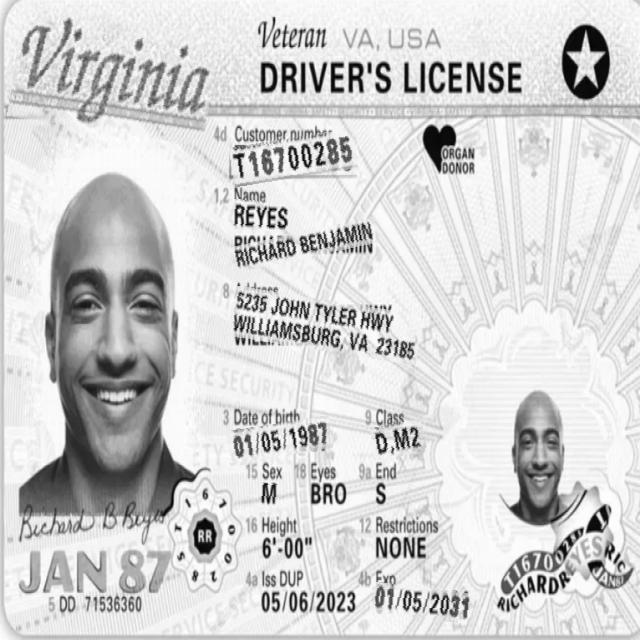 Virginia
Veteran VA, USA
DRIVER'S LICENSE
4d Customer number
T16700285
ORGAN
DONOR
1,2 Name
REYES
RICHARD BENJAMIN
8 Address
5235 JOHN TYLER HWY
WILLIAMSBURG, VA 23185
3 Date of birth 9 Class
01/05/1987 D,M2
15 Sex 18 Eyes 9a End
M BRO S
16 Height 12 Restrictions
6'-00" NONE
4a Iss DUP 4b Exp
05/06/2023 01/05/2031
Richard B Reyes
RR
JAN 87
5 DD 71536360